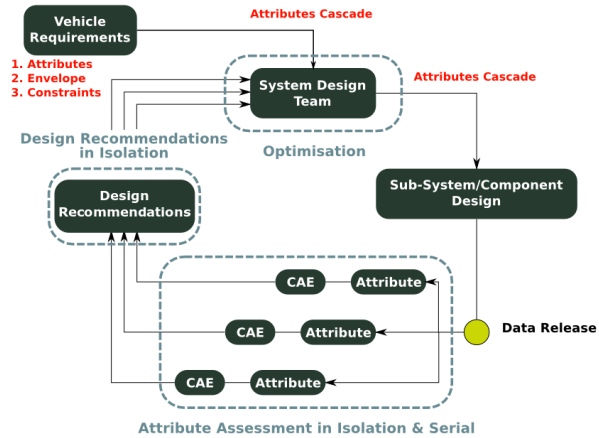 Vehicle
Requirements
Attributes Cascade
1. Attributes
2. Envelope
3. Constraints
System Design
Team
Attributes Cascade
Design Recommendations
in Isolation
Optimisation
Design
Recommendations
Sub-System/Component
Design
CAE
Attribute
CAE
Attribute
Data Release
CAE
Attribute
Attribute Assessment in Isolation & Serial